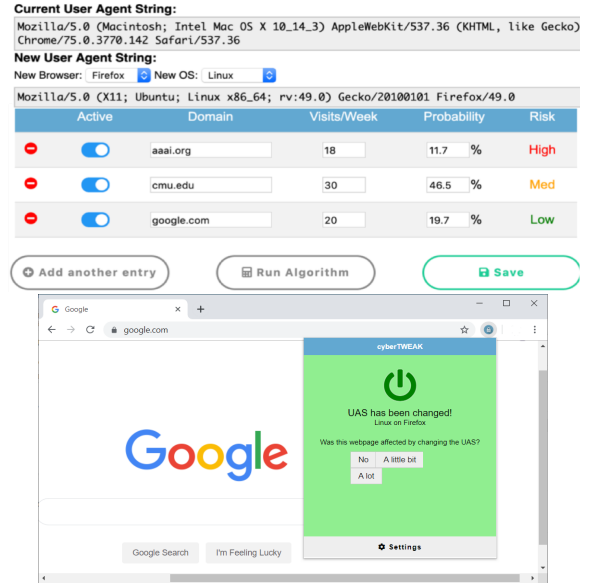 Current User Agent String:
Mozilla/5.0 (Macintosh; Intel Mac OS X 10_14_3) AppleWebKit/537.36 (KHTML, like Gecko)
Chrome/75.0.3770.142 Safari/537.36
New User Agent String:
New Browser: Firefox New OS: Linux
Mozilla/5.0 (X11; Ubuntu; Linux x86_64; rv:49.0) Gecko/20100101 Firefox/49.0
Active Domain Visits/Week Probability Risk
aaai.org 18 11.7 % High
cmu.edu 30 46.5 % Med
google.com 20 19.7 % Low
Add another entry Run Algorithm Save
G Google
google.com
cyberTWEAK
UAS has been changed!
Linux on Firefox
Was this webpage affected by changing the UAS?
No A little bit
A lot
Google
Google Search I'm Feeling Lucky
Settings